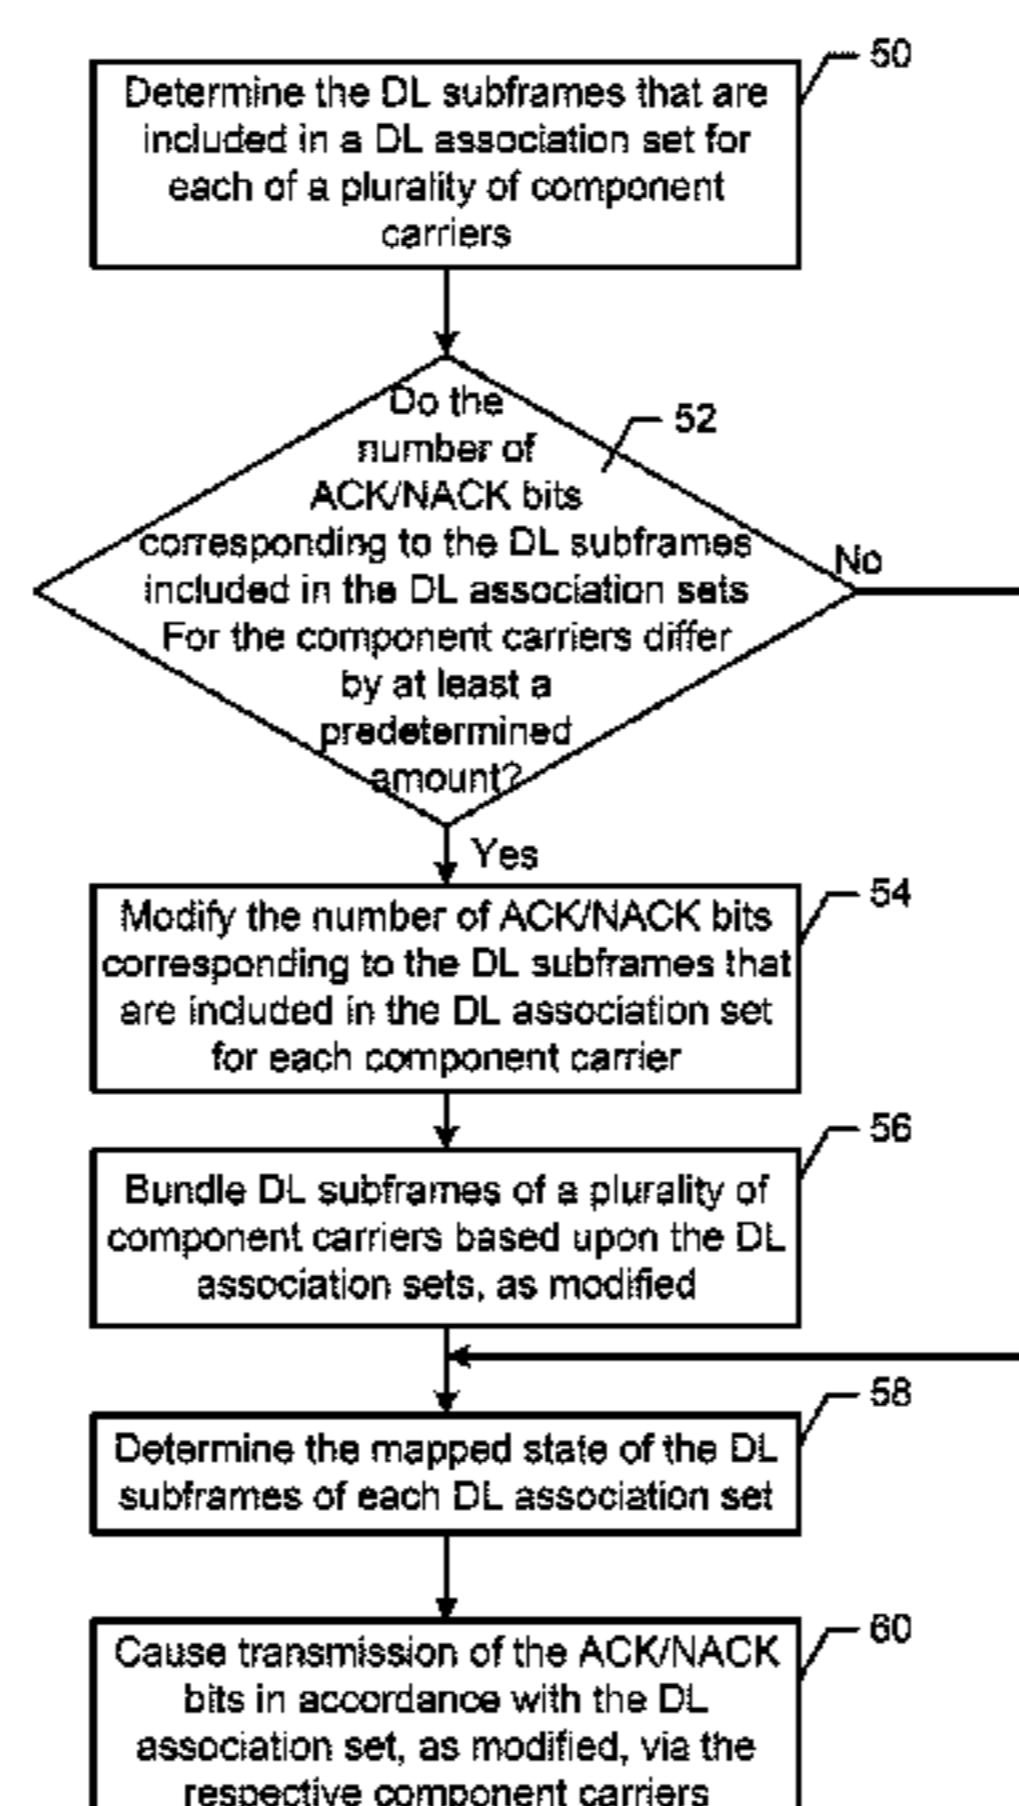 50
Determine the DL subframes that are
included in a DL association set for
each of a plurality of component
carriers
52
Do the
number of
ACK/NACK bits
corresponding to the DL subframes
included in the DL association sets
For the component carriers differ
by at least a
predetermined
amount?
No
Yes
54
Modify the number of ACK/NACK bits
corresponding to the DL subframes that
are included in the DL association set
for each component carrier
56
Bundle DL subframes of a plurality of
component carriers based upon the DL
association sets, as modified
58
Determine the mapped state of the DL
subframes of each DL association set
60
Cause transmission of the ACK/NACK
bits in accordance with the DL
association set, as modified, via the
respective component carriers